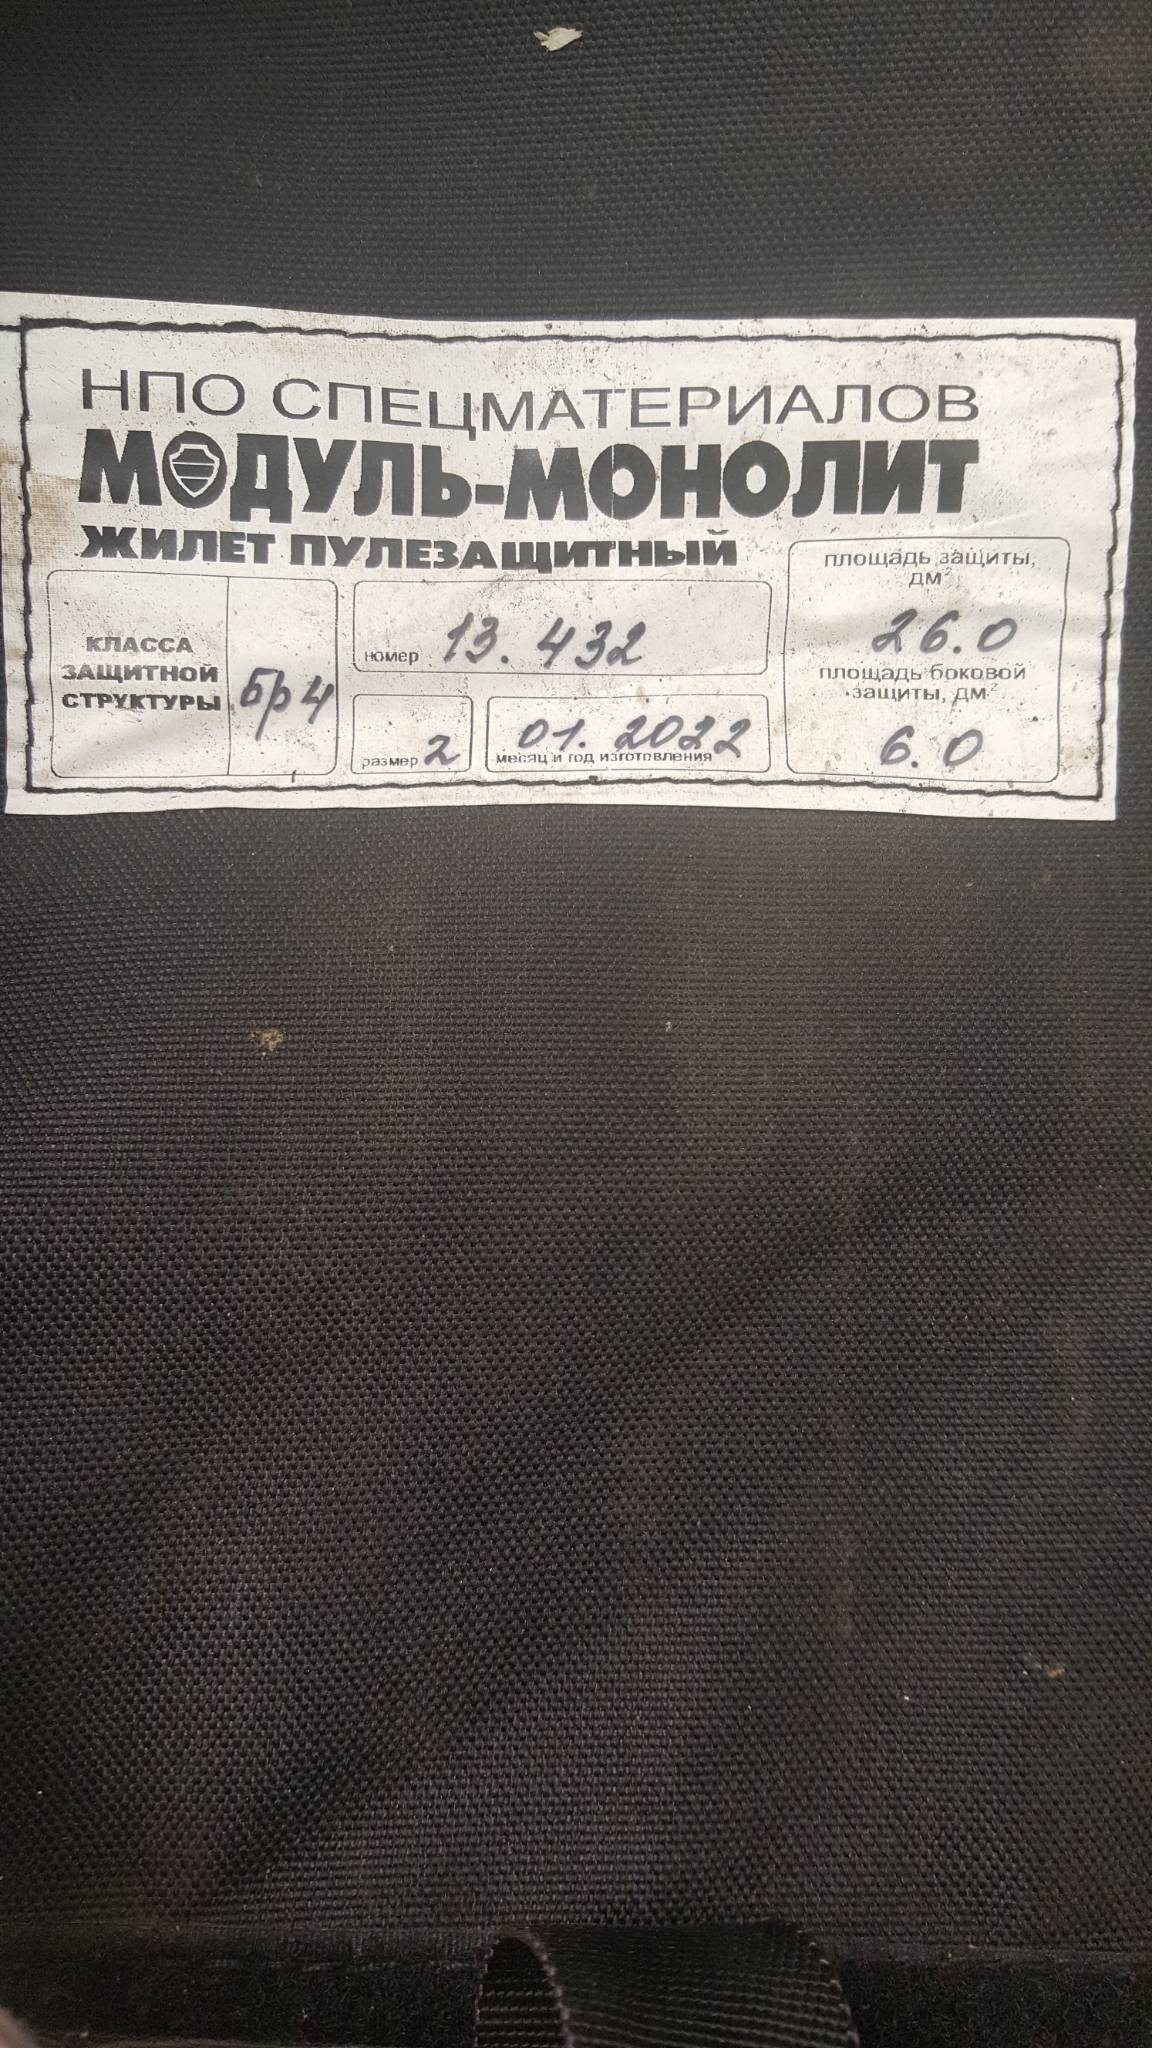 НПО СПЕЦМАТЕРИАЛОВ
МОДУЛЬ-МОНОЛИТ
ЖИЛЕТ ПУЛЕЗАЩИТНЫЙ
КЛАССА
ЗАЩИТНОЙ
СТРУКТУРЫ
Бр4
номер 13.432
размер 2
01.2022
месяц и год изготовления
площадь защиты,
дм²
26.0
площадь боковой
защиты, дм²
6.0